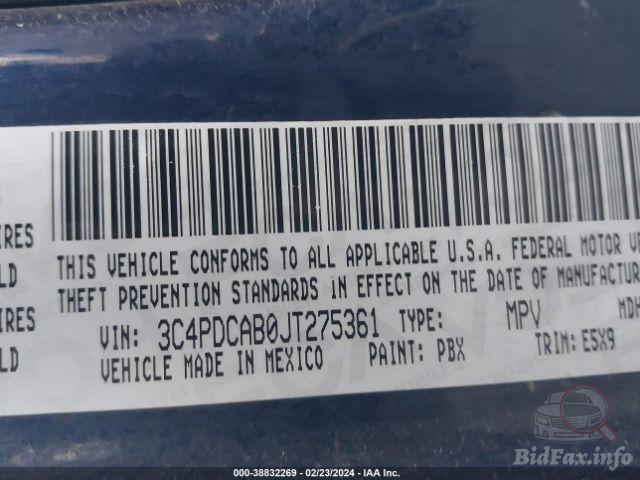 IRES
LD
THIS VEHICLE CONFORMS TO ALL APPLICABLE U.S.A. FEDERAL MOTOR VE
THEFT PREVENTION STANDARDS IN EFFECT ON THE DATE OF MANUFACTUR
VIN: 3C4PDCAB0JT275361 TYPE: MPV MDH
VEHICLE MADE IN MEXICO PAINT: PBX TRIM: E5X9
IRES
LD
BidFax.info
000-38832269 - 02/23/2024 - IAA Inc.